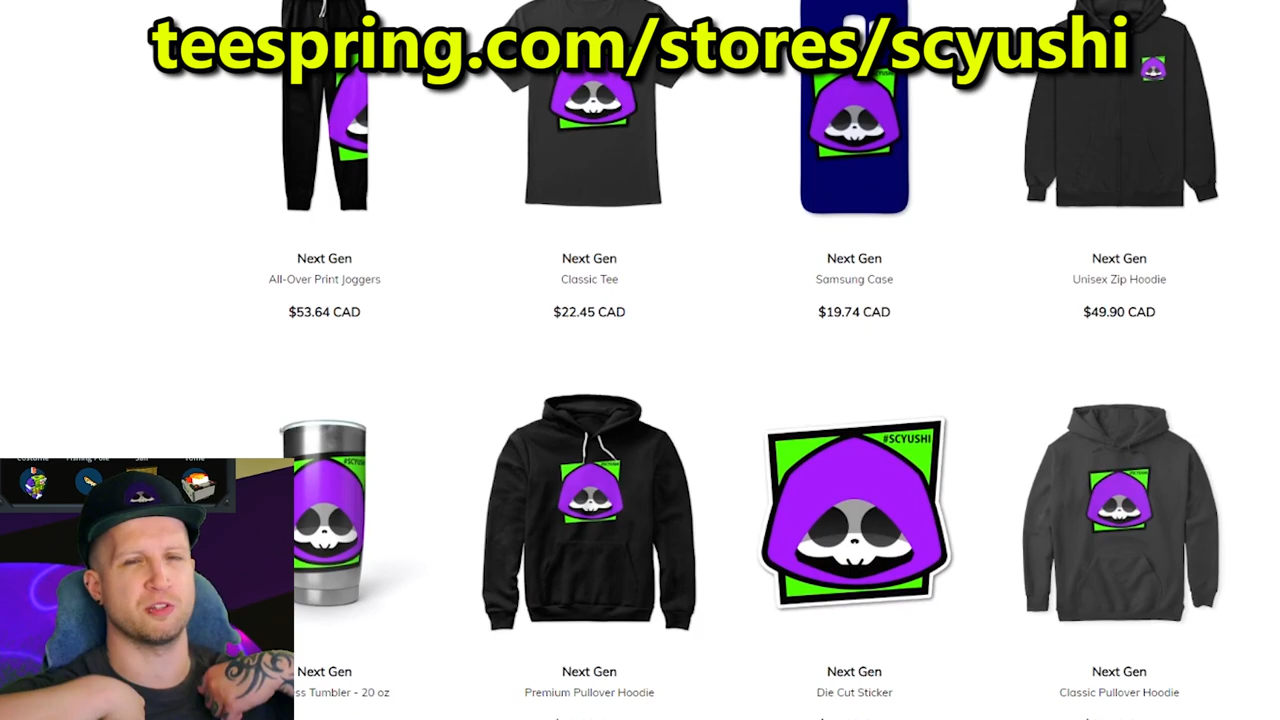 teespring.com/stores/scyushi
Next Gen
All-Over Print Joggers
$53.64 CAD
Next Gen
Classic Tee
$22.45 CAD
Next Gen
Samsung Case
$19.74 CAD
Next Gen
Unisex Zip Hoodie
$49.90 CAD
#SCYUSHI
#SCYUSHI
Next Gen
ss Tumbler - 20 oz
Next Gen
Premium Pullover Hoodie
Next Gen
Die Cut Sticker
Next Gen
Classic Pullover Hoodie